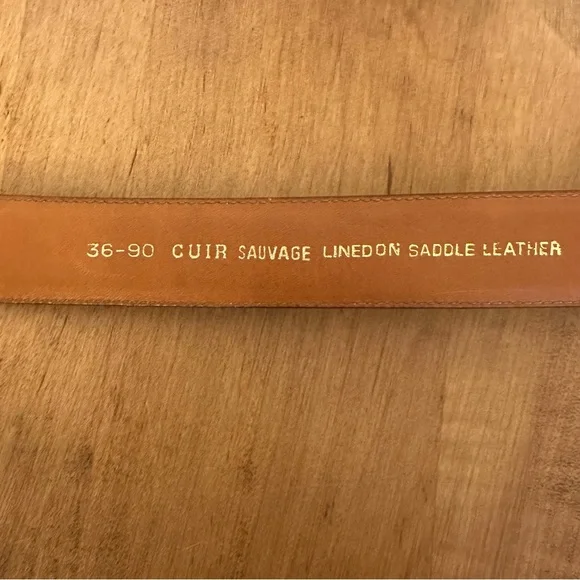 36-90 CUIR SAUVAGE LINEDON SADDLE LEATHER